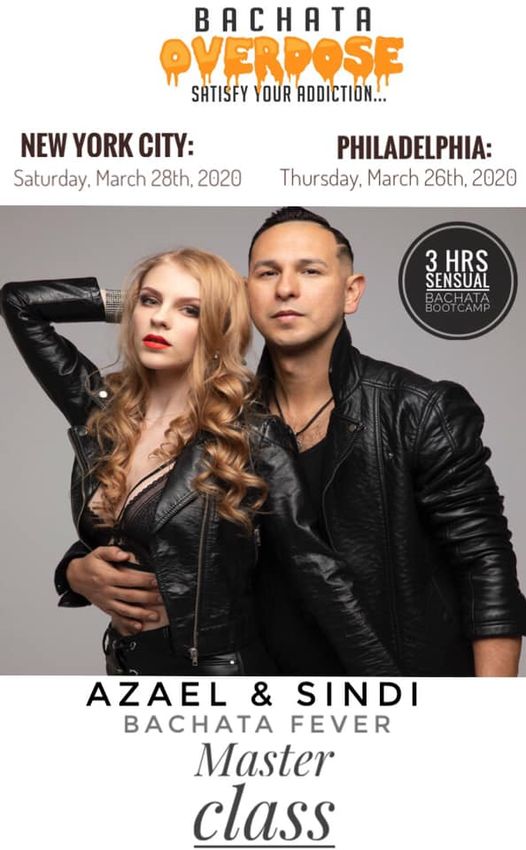 BACHATA
OVERDOSE
SATISFY YOUR ADDICTION...
NEW YORK CITY:
Saturday, March 28th, 2020
PHILADELPHIA:
Thursday, March 26th, 2020
3 HRS
SENSUAL
BACHATA
BOOTCAMP
AZAEL & SINDI
BACHATA FEVER
Master
class